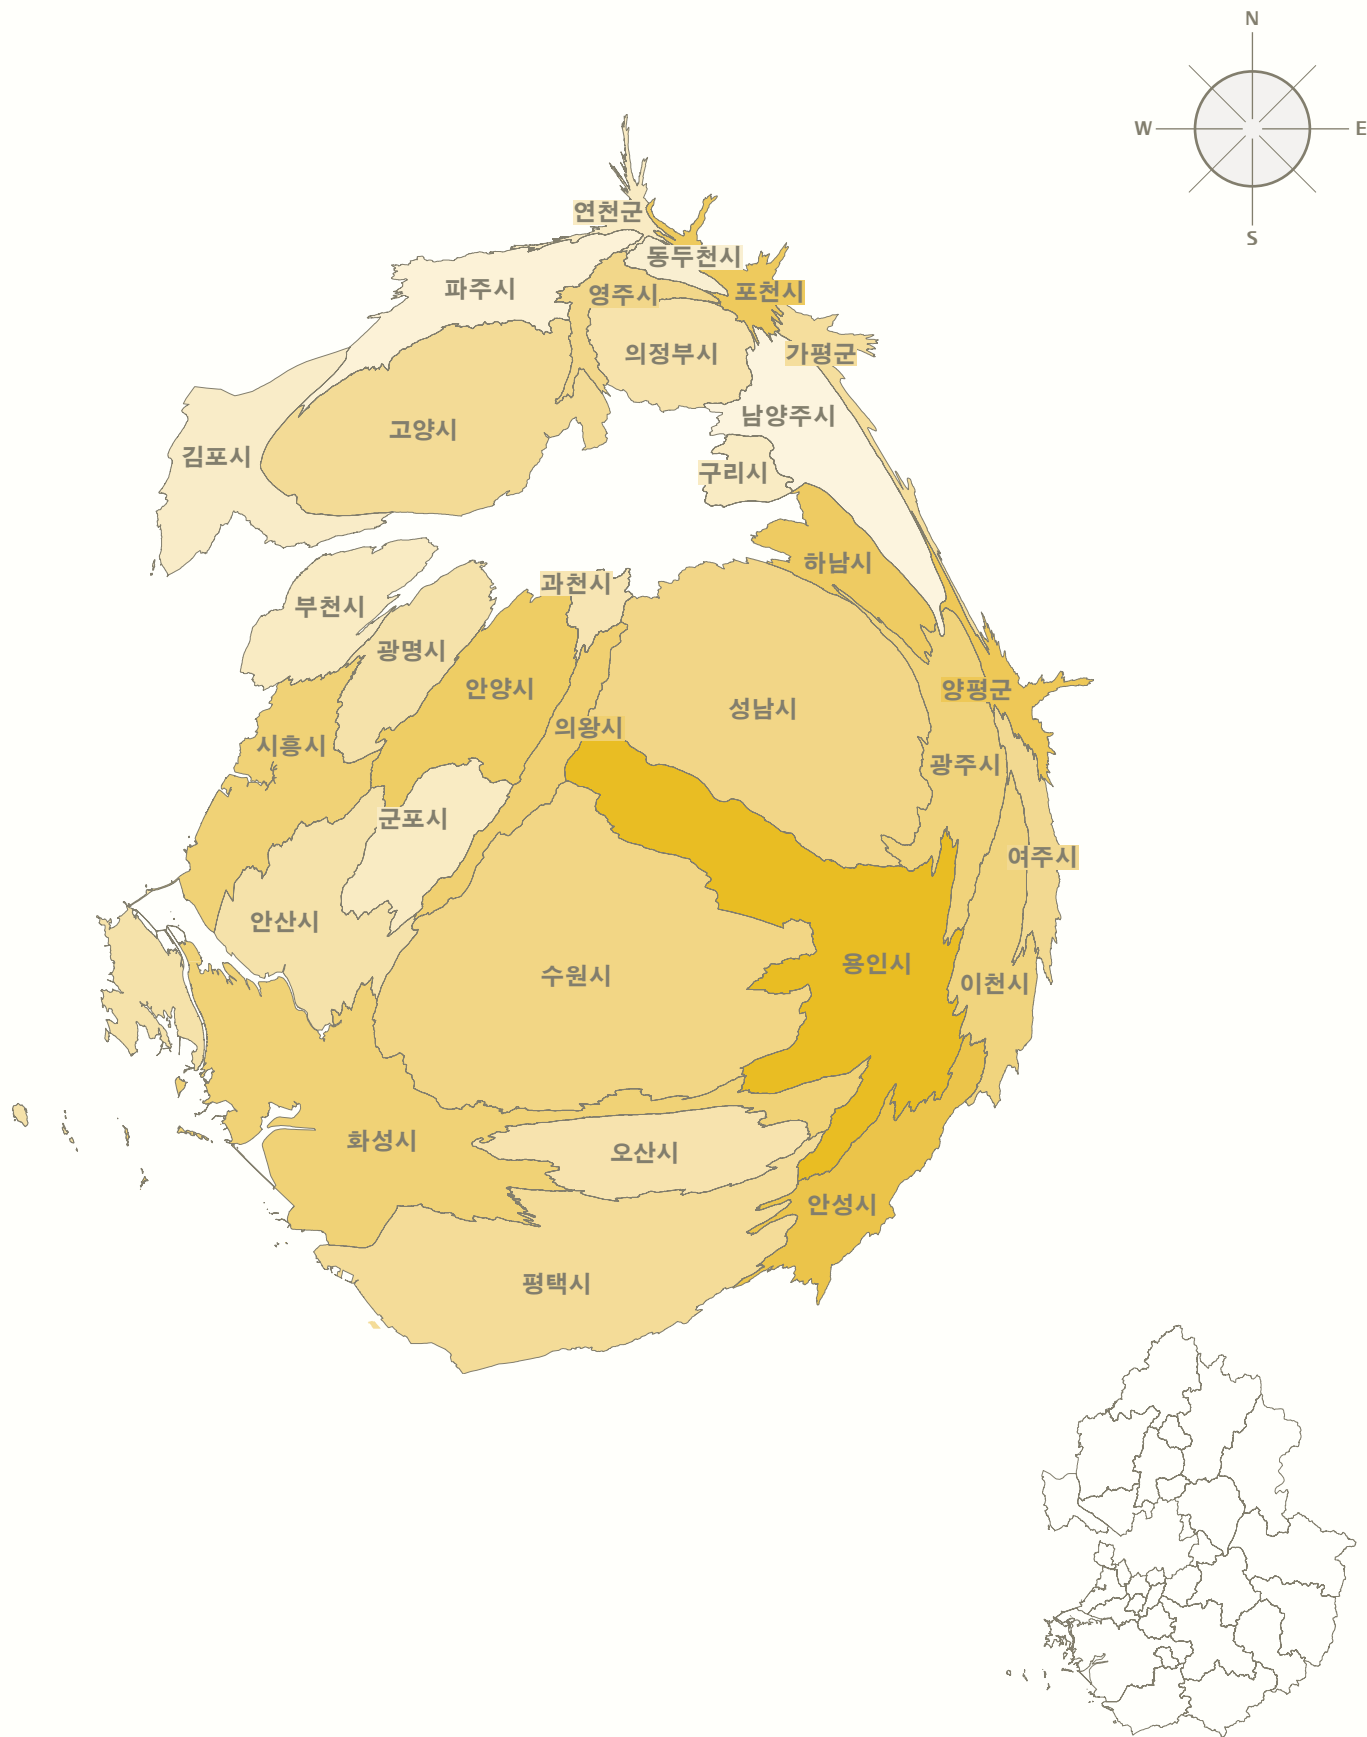 N
W
E
S
연천군
동두천시
파주시
영주시
포천시
의정부시
가평군
남양주시
고양시
김포시
구리시
하남시
과천시
부천시
광명시
안양시
양평군
성남시
의왕시
시흥시
광주시
군포시
여주시
안산시
용인시
수원시
이천시
화성시
오산시
안성시
평택시